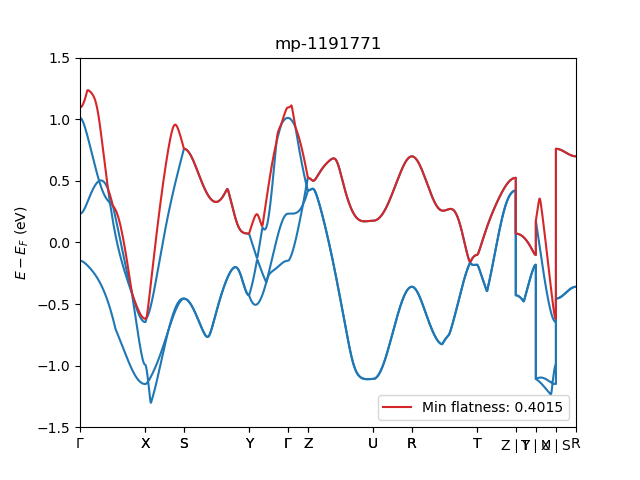 mp-1191771
E − E_F (eV)
1.5
1.0
0.5
0.0
−0.5
−1.0
−1.5
Min flatness: 0.4015
Γ X S Y Γ Z U R T Z | Y | X | S R